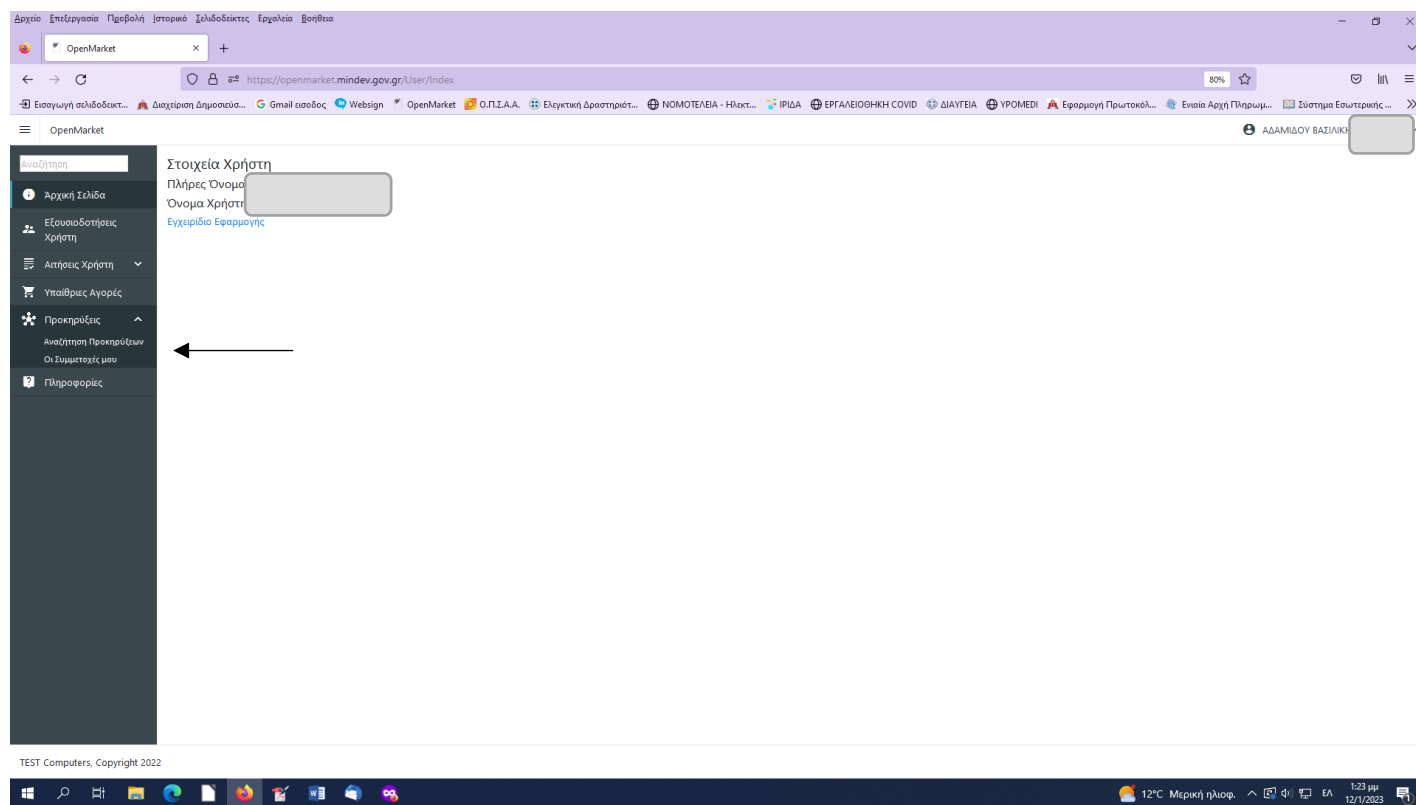 Αρχείο Επεξεργασία Προβολή Ιστορικό Σελιδοδείκτες Εργαλεία Βοήθεια
OpenMarket
https://openmarket.mindev.gov.gr/User/Index
80%
Εισαγωγή σελιδοδεικτ... Διαχείριση Δημοσιεύσ... Gmail εισοδος Websign OpenMarket Ο.Π.Σ.Α.Α. Ελεγκτική Δραστηριότ... ΝΟΜΟΤΕΛΕΙΑ - Ηλεκτ... ΙΡΙΔΑ ΕΡΓΑΛΕΙΟΘΗΚΗ COVID ΔΙΑΥΓΕΙΑ YPOMEDI Εφαρμογή Πρωτοκόλ... Ενιαία Αρχή Πληρωμ... Σύστημα Εσωτερικής ...
OpenMarket
ΑΔΑΜΙΔΟΥ ΒΑΣΙΛΙΚΗ
Αναζήτηση
Άρχική Σελίδα
Εξουσιοδοτήσεις
Χρήστη
Αιτήσεις Χρήστη
Υπαίθριες Αγορές
Προκηρύξεις
Αναζήτηση Προκηρύξεων
Οι Συμμετοχές μου
Πληροφορίες
Στοιχεία Χρήστη
Πλήρες Όνομα
Όνομα Χρήστη
Εγχειρίδιο Εφαρμογής
TEST Computers, Copyright 2022
12°C Μερική ηλιοφ. ΕΛ 1:23 μμ
12/1/2023